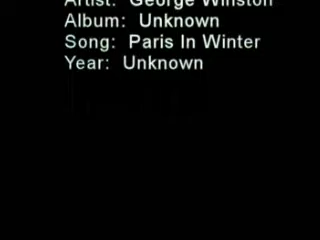 Artist: George Winston
Album: Unknown
Song: Paris In Winter
Year: Unknown